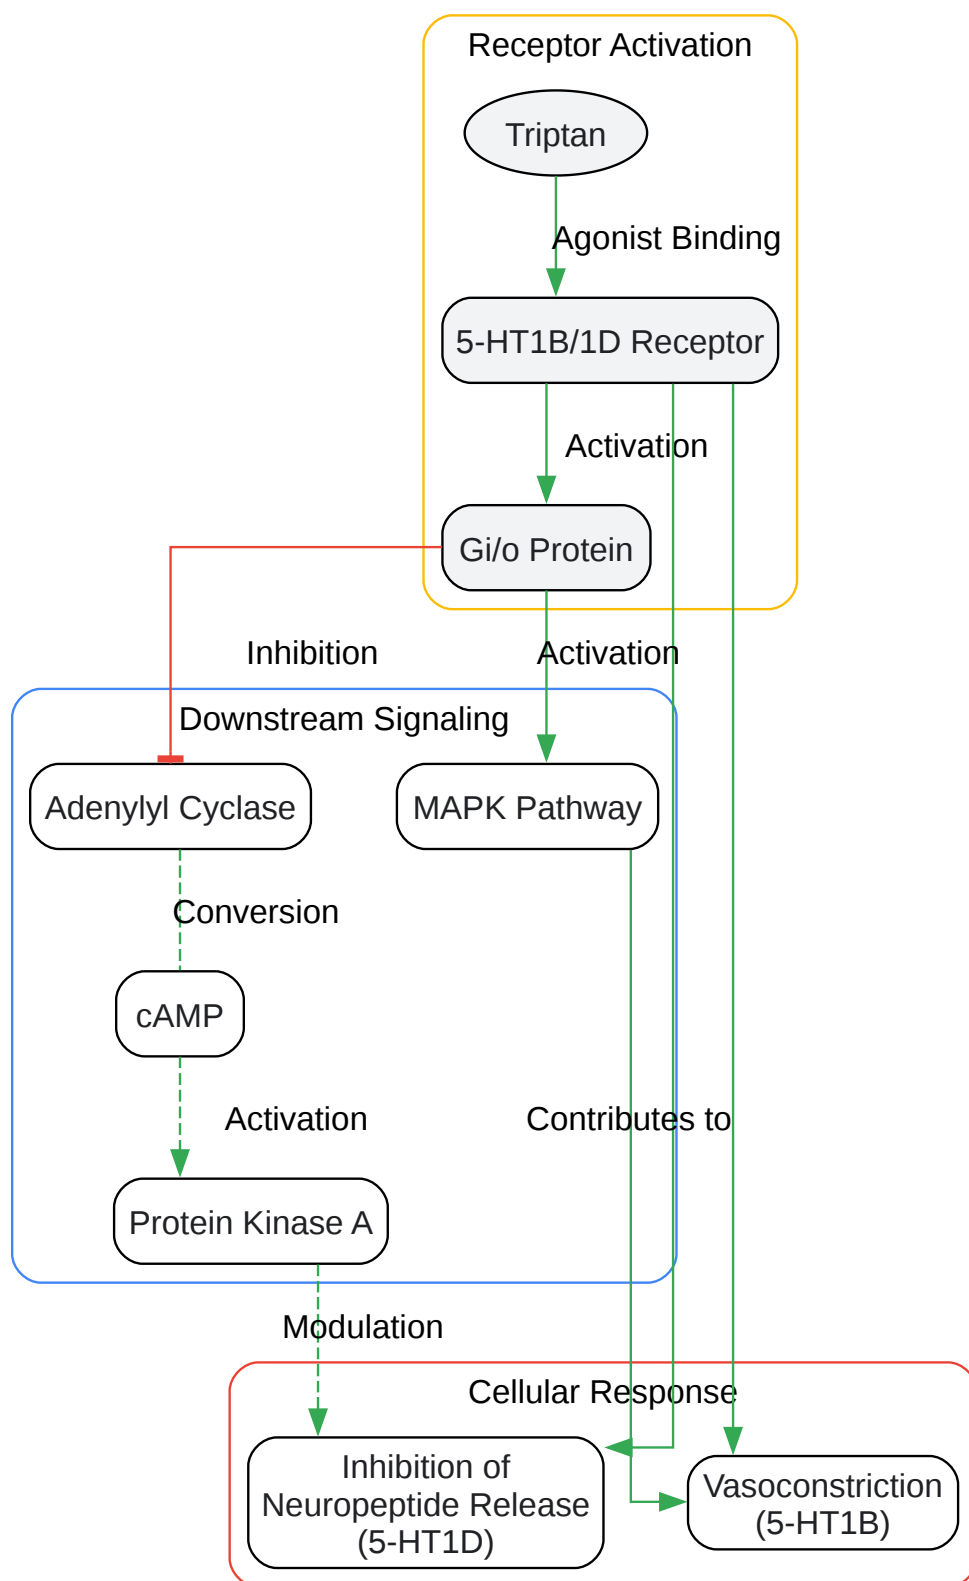 Receptor Activation
Triptan
Agonist Binding
5-HT1B/1D Receptor
Activation
Gi/o Protein
Inhibition
Activation
Downstream Signaling
Adenylyl Cyclase
MAPK Pathway
Conversion
cAMP
Activation
Contributes to
Protein Kinase A
Modulation
Cellular Response
Inhibition of
Neuropeptide Release
(5-HT1D)
Vasoconstriction
(5-HT1B)